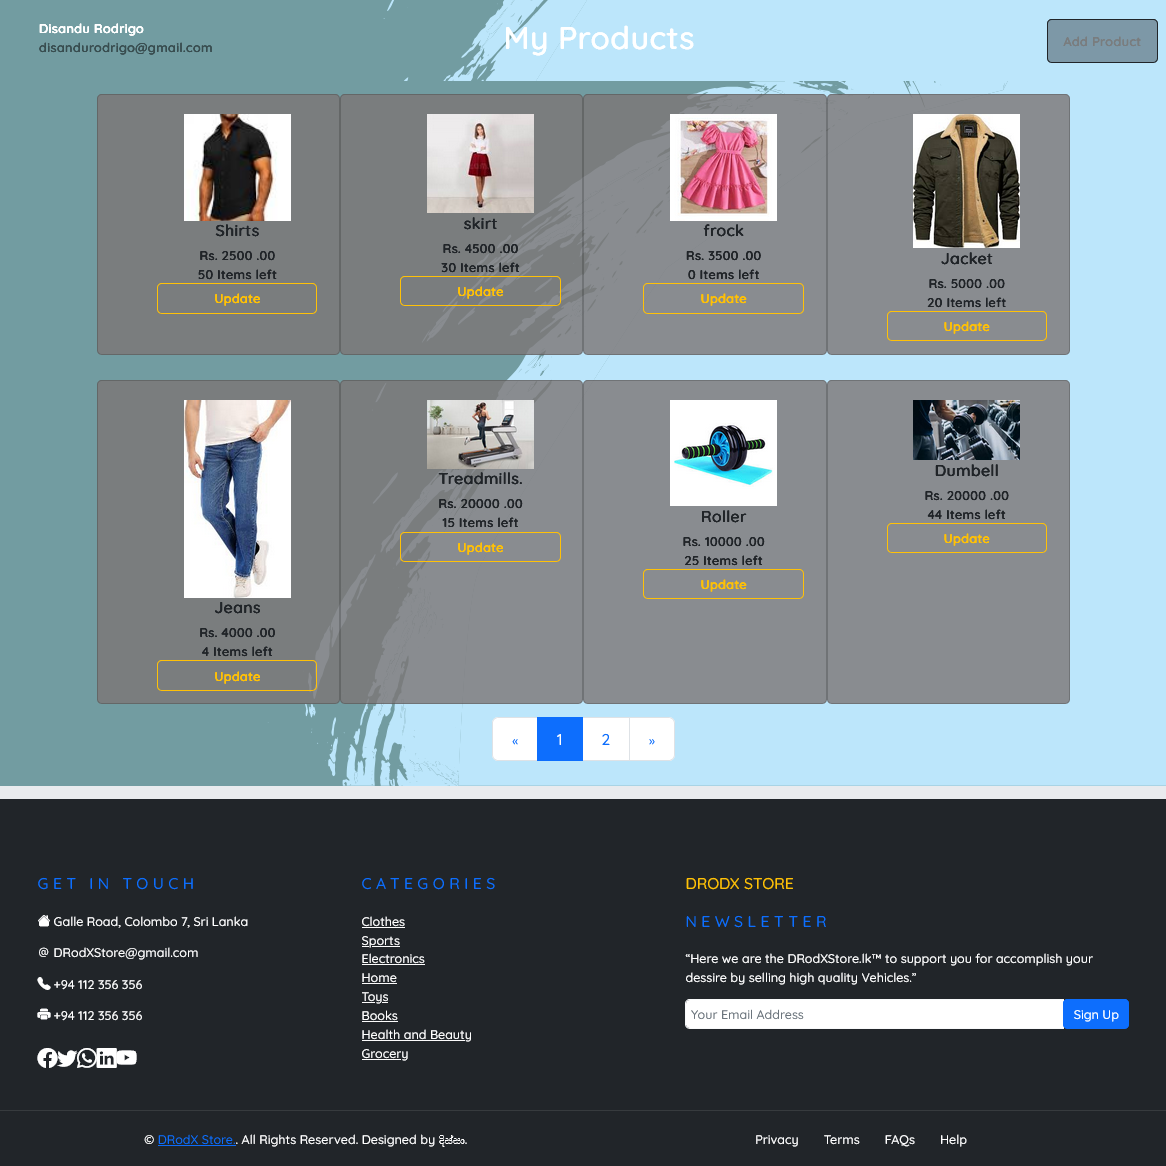 Disandu Rodrigo
disandurodrigo@gmail.com
My Products
Add Product
Shirts
Rs. 2500 .00
50 Items left
Update
skirt
Rs. 4500 .00
30 Items left
Update
frock
Rs. 3500 .00
0 Items left
Update
Jacket
Rs. 5000 .00
20 Items left
Update
Jeans
Rs. 4000 .00
4 Items left
Update
Treadmills.
Rs. 20000 .00
15 Items left
Update
Roller
Rs. 10000 .00
25 Items left
Update
Dumbell
Rs. 20000 .00
44 Items left
Update
« 1 2 »
GET IN TOUCH
Galle Road, Colombo 7, Sri Lanka
@ DRodXStore@gmail.com
+94 112 356 356
+94 112 356 356
CATEGORIES
Clothes
Sports
Electronics
Home
Toys
Books
Health and Beauty
Grocery
DRODX STORE
NEWSLETTER
“Here we are the DRodXStore.lk™ to support you for accomplish your
dessire by selling high quality Vehicles.”
Your Email Address
Sign Up
© DRodX Store.. All Rights Reserved. Designed by
Privacy Terms FAQs Help